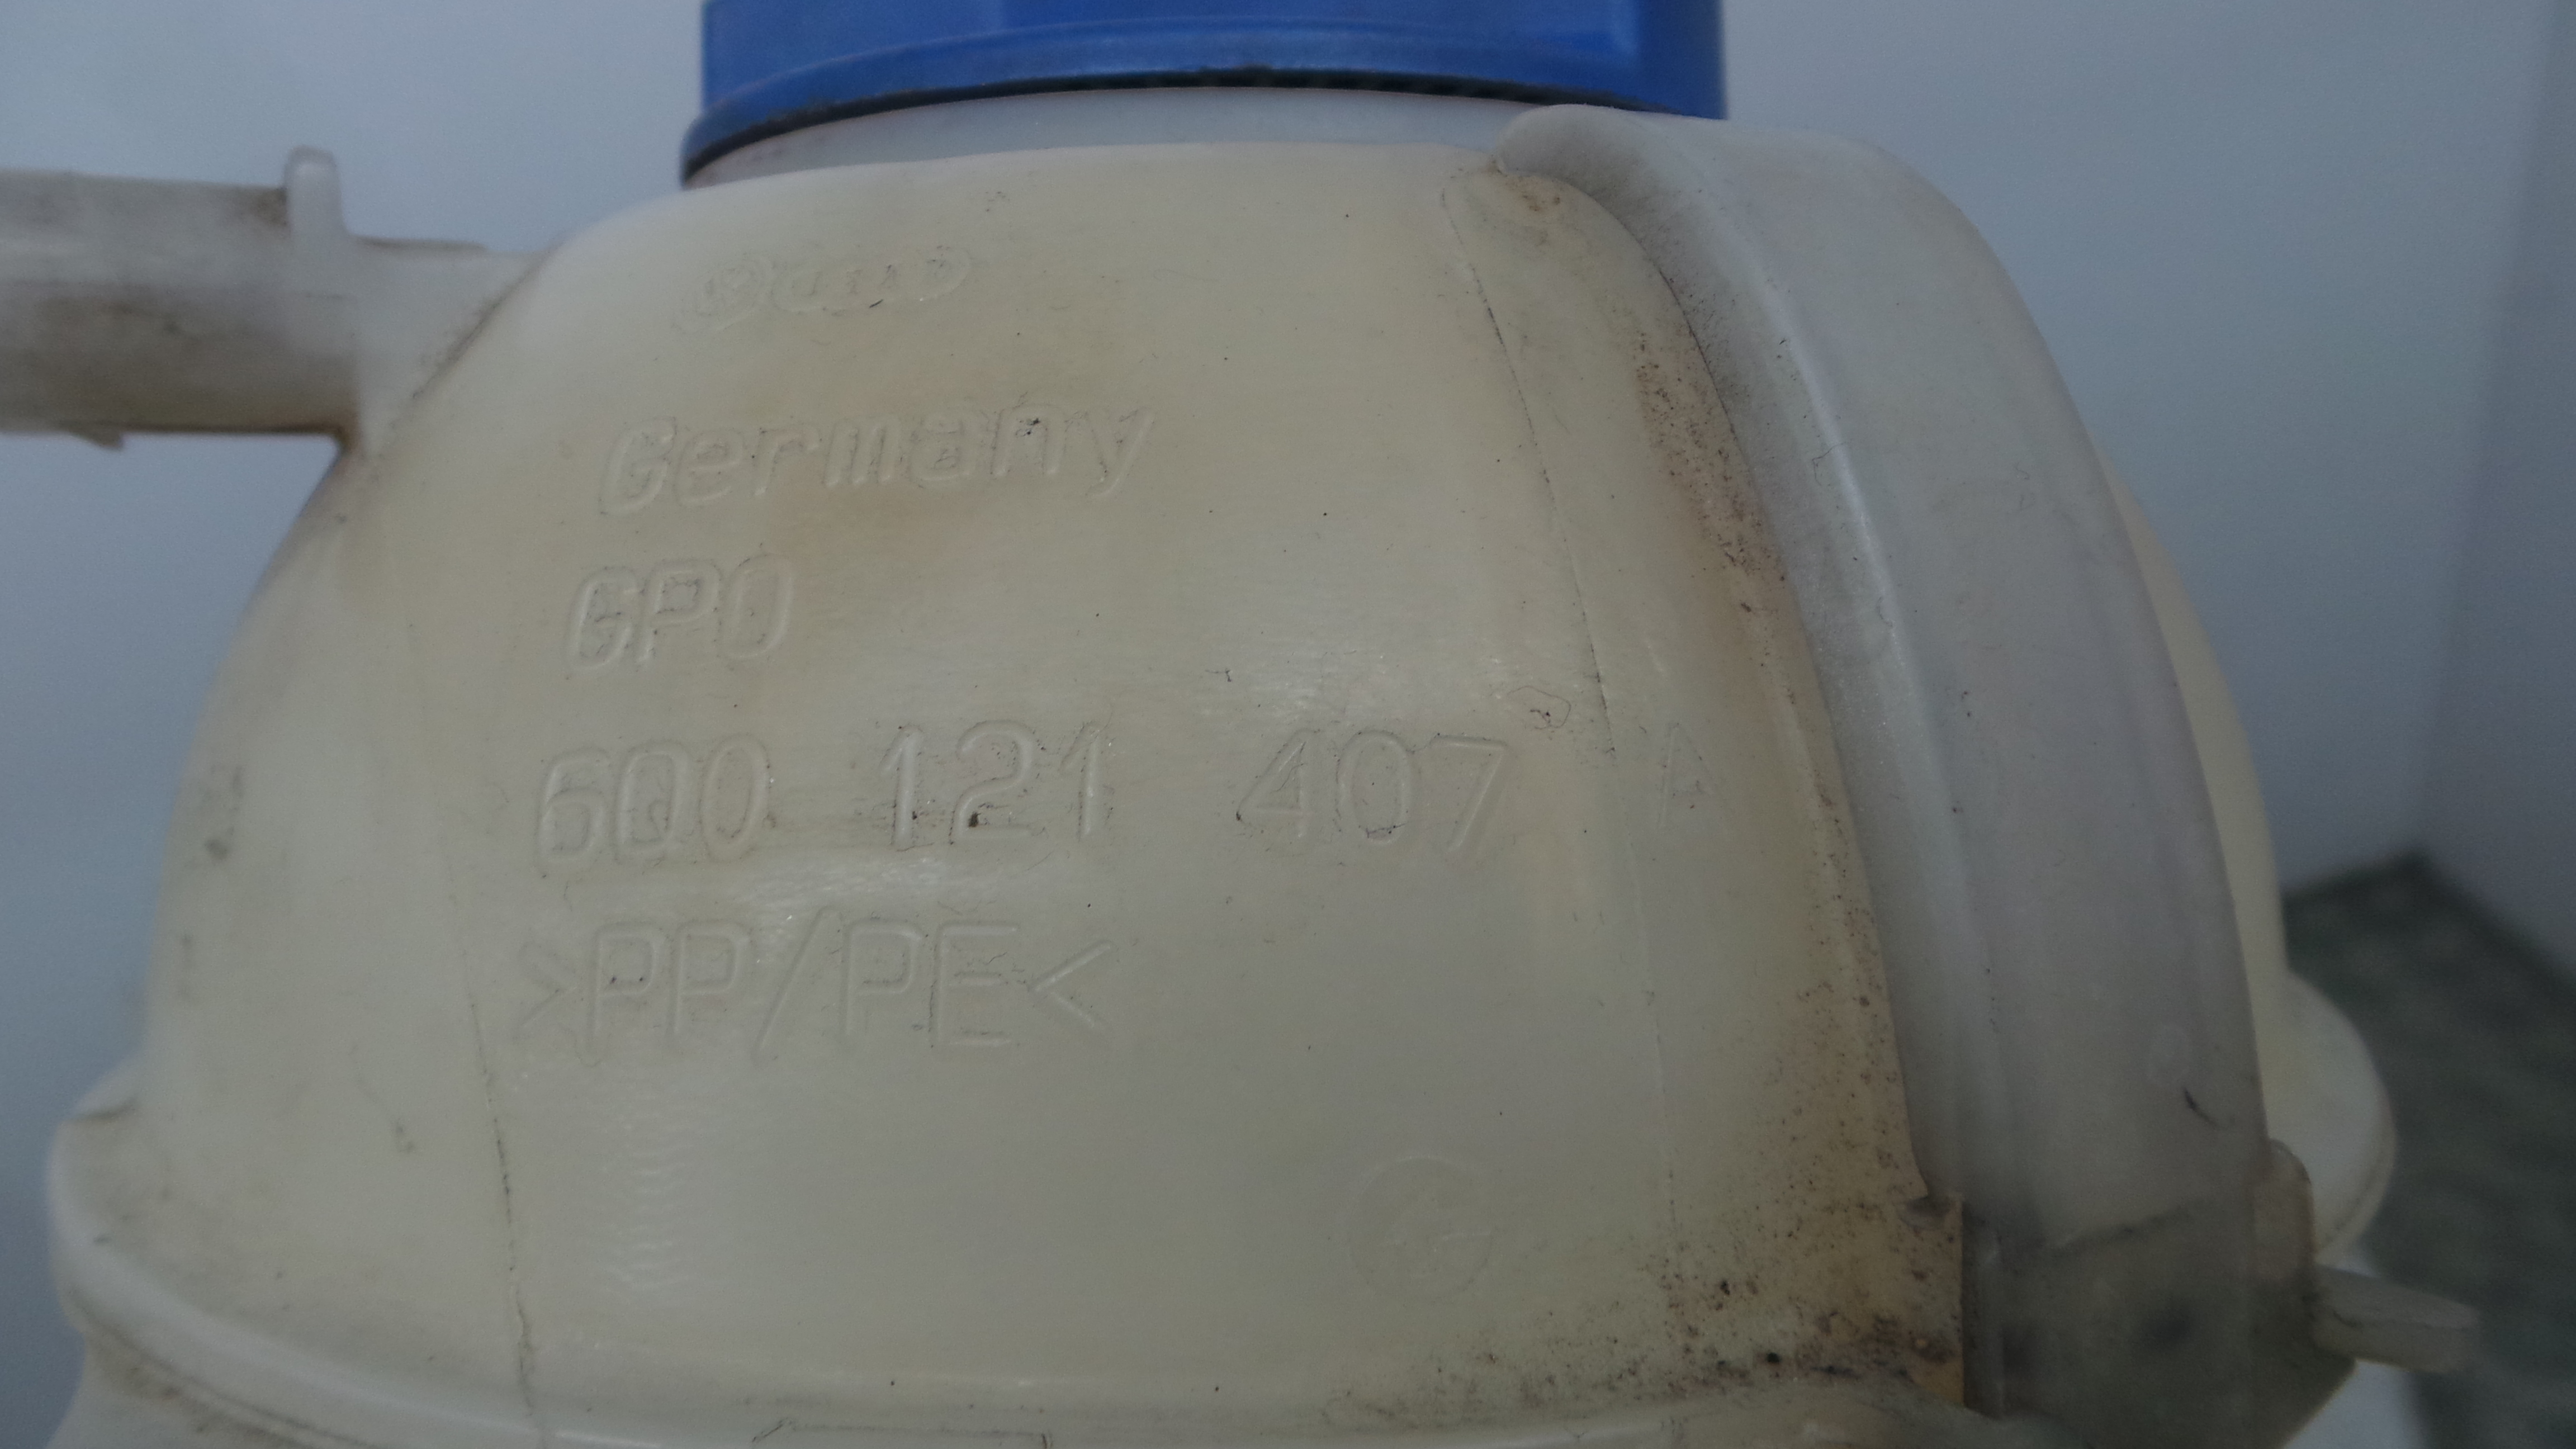 Germany
GPO
6Q0 121 407 A
>PP/PE<